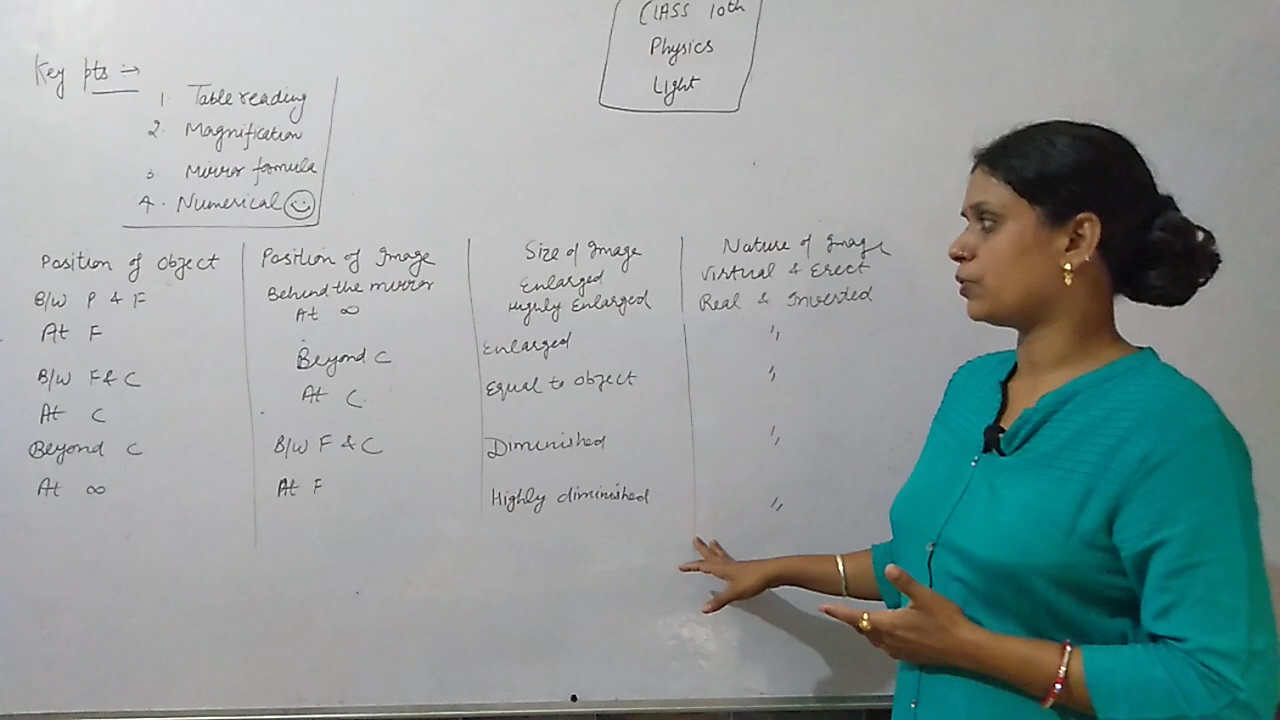 CLASS 10th
Physics
Light
Key pts :→
1. Table reading
2. Magnification
3. Mirror formula
4. Numerical
Position of Object Position of Image Size of Image Nature of Image
B/W P & F Behind the mirror Enlarged Virtual & Erect
At F At ∞ Highly Enlarged Real & Inverted
B/W F & C Beyond C Enlarged "
At C At C Equal to object "
Beyond C B/W F & C Diminished "
At ∞ At F Highly diminished "